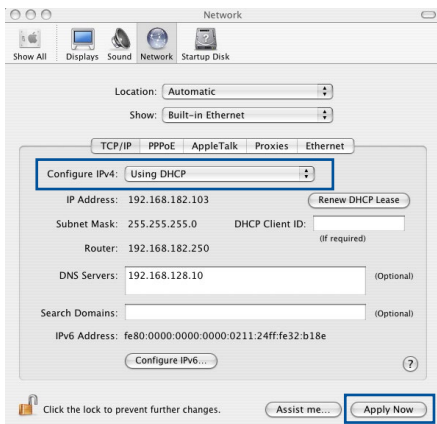 Network
Show All Displays Sound Network Startup Disk
Location: Automatic
Show: Built-in Ethernet
TCP/IP PPPoE AppleTalk Proxies Ethernet
Configure IPv4: Using DHCP
IP Address: 192.168.182.103 Renew DHCP Lease
Subnet Mask: 255.255.255.0 DHCP Client ID:
(If required)
Router: 192.168.182.250
DNS Servers: 192.168.128.10 (Optional)
Search Domains: (Optional)
IPv6 Address: fe80:0000:0000:0000:0211:24ff:fe32:b18e
Configure IPv6... ?
Click the lock to prevent further changes. Assist me... Apply Now